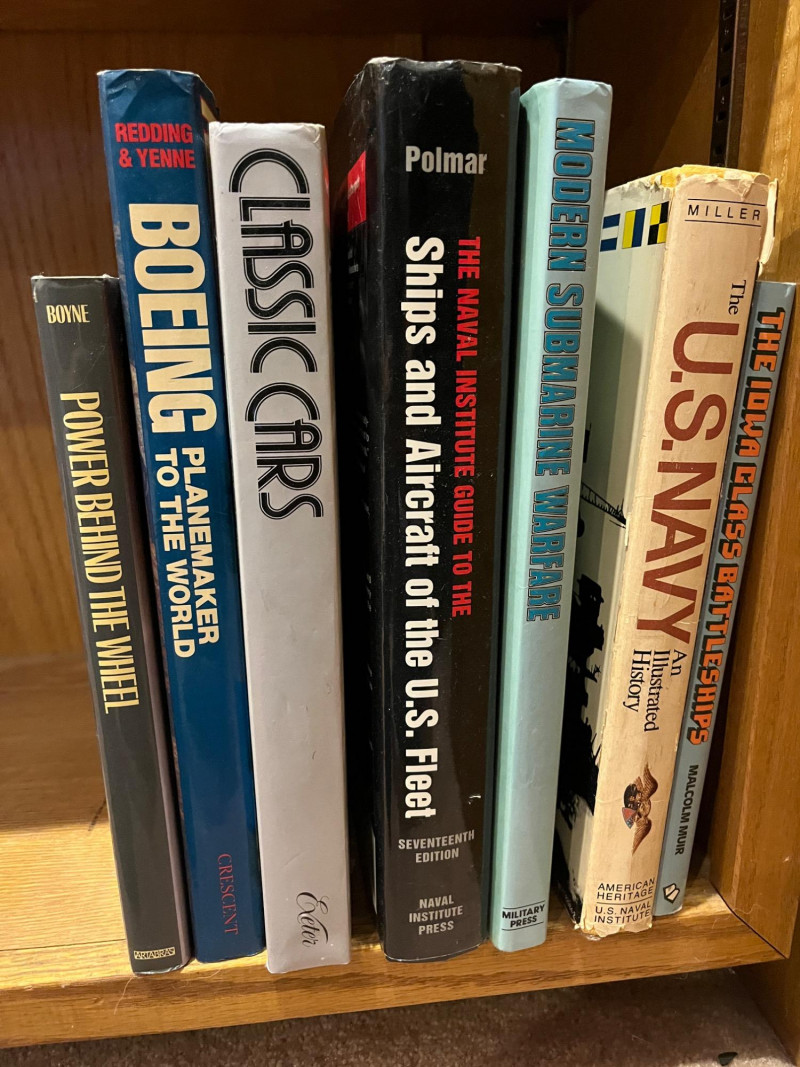 BOYNE
POWER BEHIND THE WHEEL
ARTABRAS
REDDING
& YENNE
BOEING
PLANEMAKER
TO THE WORLD
CRESCENT
CLASSIC CARS
Exeter
Polmar
THE NAVAL INSTITUTE GUIDE TO THE
Ships and Aircraft of the U.S. Fleet
SEVENTEENTH
EDITION
NAVAL
INSTITUTE
PRESS
MODERN SUBMARINE WARFARE
MILITARY
PRESS
MILLER
The
U.S. NAVY
An
Illustrated
History
AMERICAN
HERITAGE
U.S. NAVAL
INSTITUTE
THE IOWA CLASS BATTLESHIPS
MALCOLM MUIR